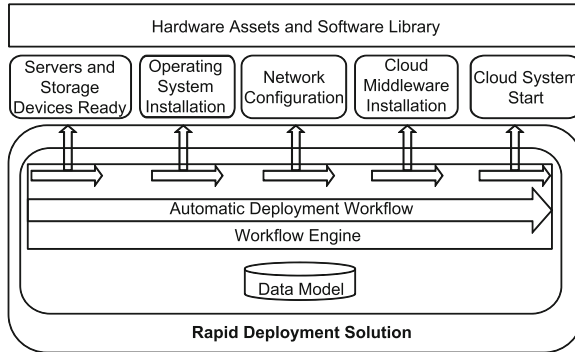 Hardware Assets and Software Library
Servers and
Storage
Devices Ready
Operating
System
Installation
Network
Configuration
Cloud
Middleware
Installation
Cloud System
Start
Automatic Deployment Workflow
Workflow Engine
Data Model
Rapid Deployment Solution